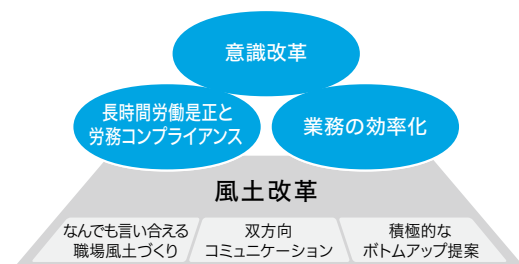 意識改革
長時間労働是正と
労務コンプライアンス
業務の効率化
風土改革
なんでも言い合える
職場風土づくり
双方向
コミュニケーション
積極的な
ボトムアップ提案